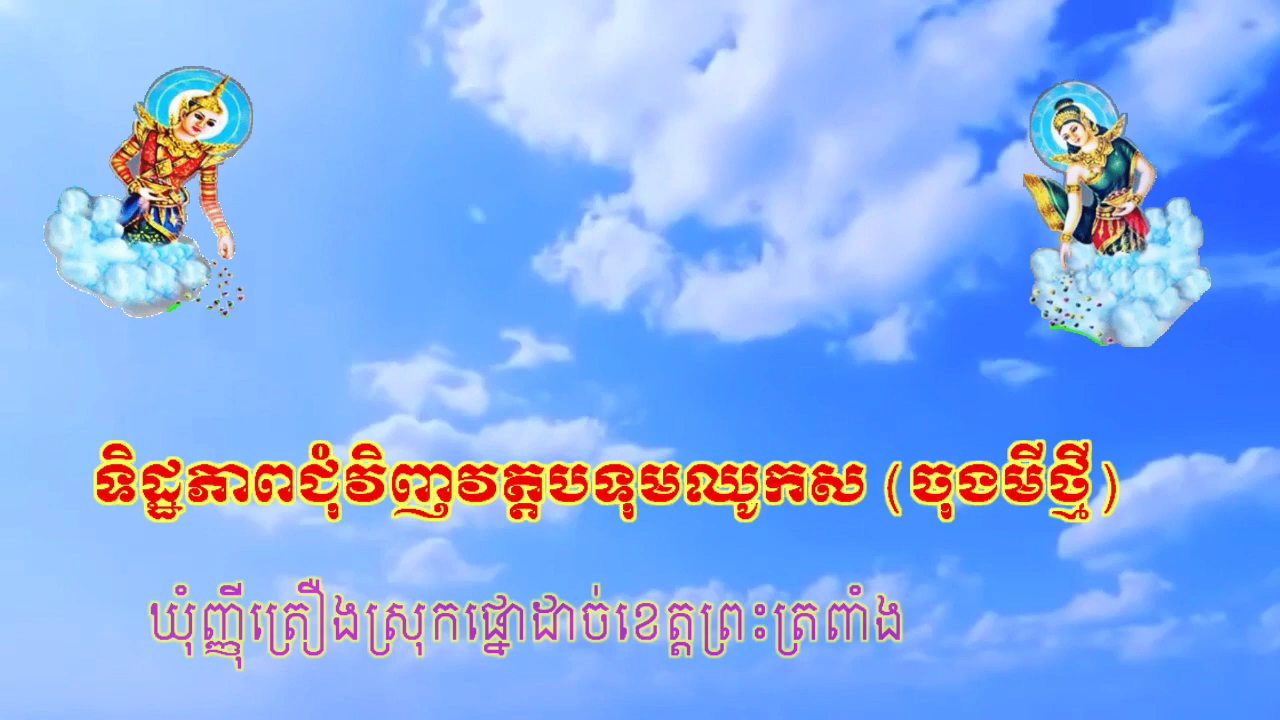 ទិដ្ឋភាពជុំវិញវត្តបទុមឈូកស (ចុងមីថ្មី)
ឃុំញ្ញ៉ីត្រឿងស្រុកផ្នោដាច់ខេត្តព្រះត្រពាំង